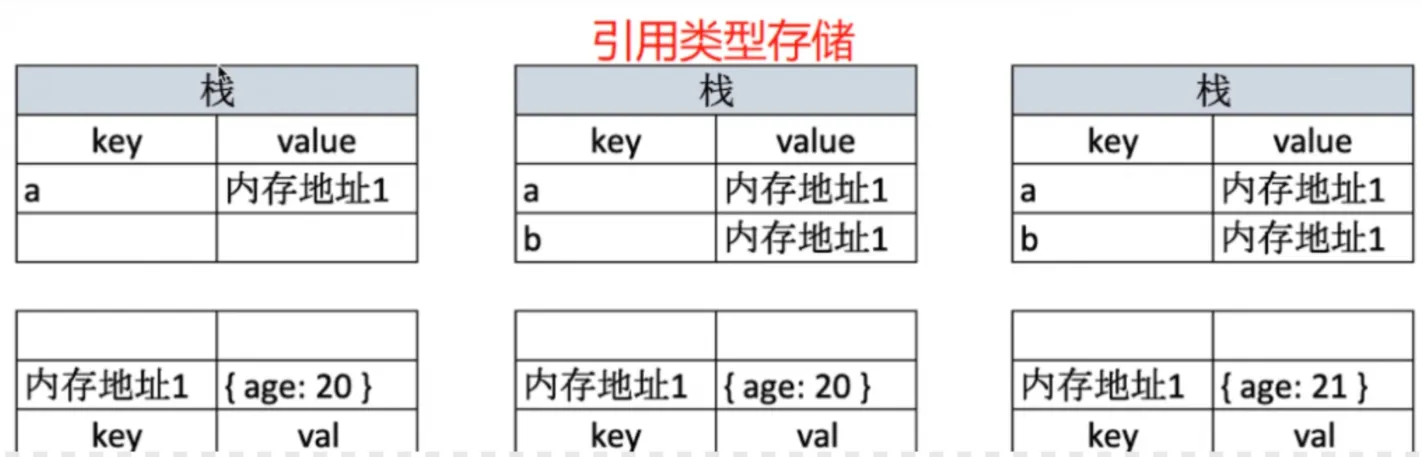 引用类型存储
栈 栈 栈
key value key value key value
a 内存地址1 a 内存地址1 a 内存地址1
b 内存地址1 b 内存地址1
内存地址1 { age: 20 } 内存地址1 { age: 20 } 内存地址1 { age: 21 }
key val key val key val